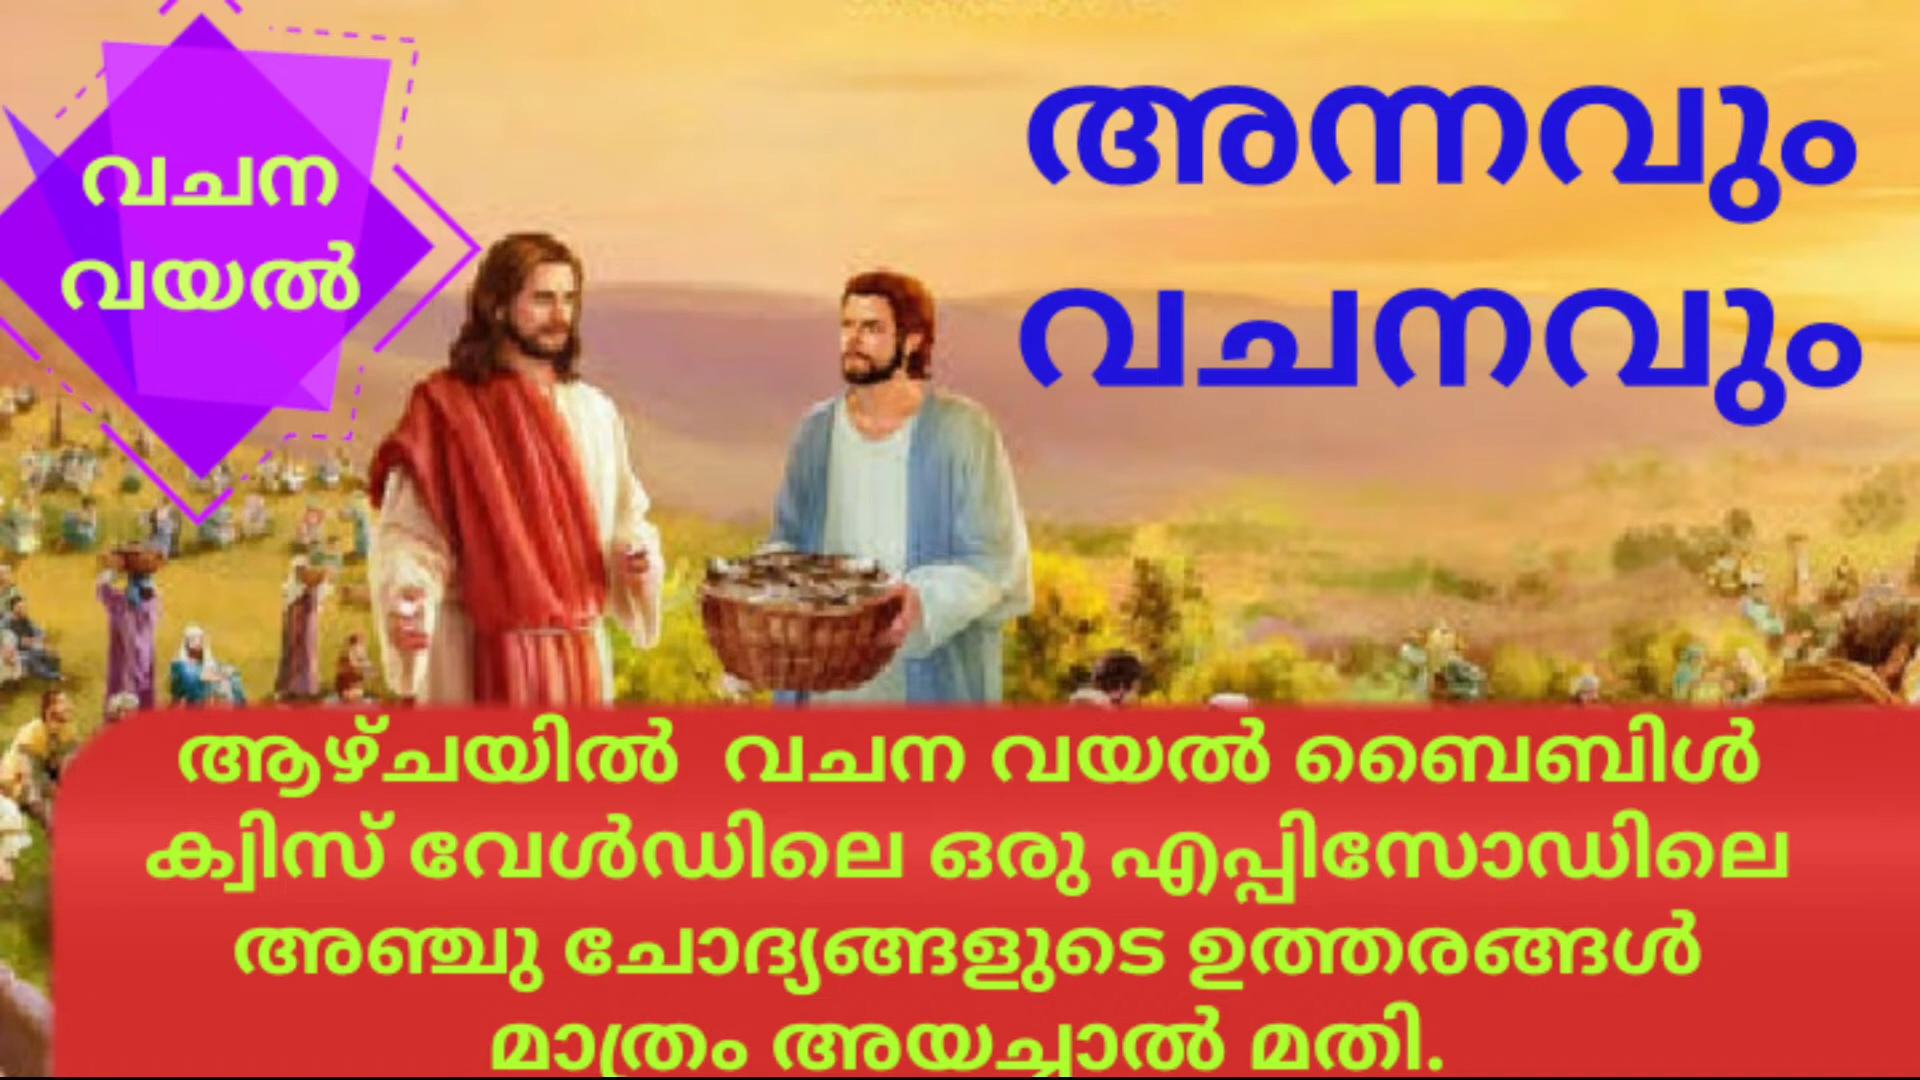 വചന
വയൽ
അന്നവും
വചനവും
ആഴ്ചയിൽ വചന വയൽ ബൈബിൾ
ക്വിസ് വേൾഡിലെ ഒരു എപ്പിസോഡിലെ
അഞ്ചു ചോദ്യങ്ങളുടെ ഉത്തരങ്ങൾ
മാത്രം അയച്ചാൽ മതി.